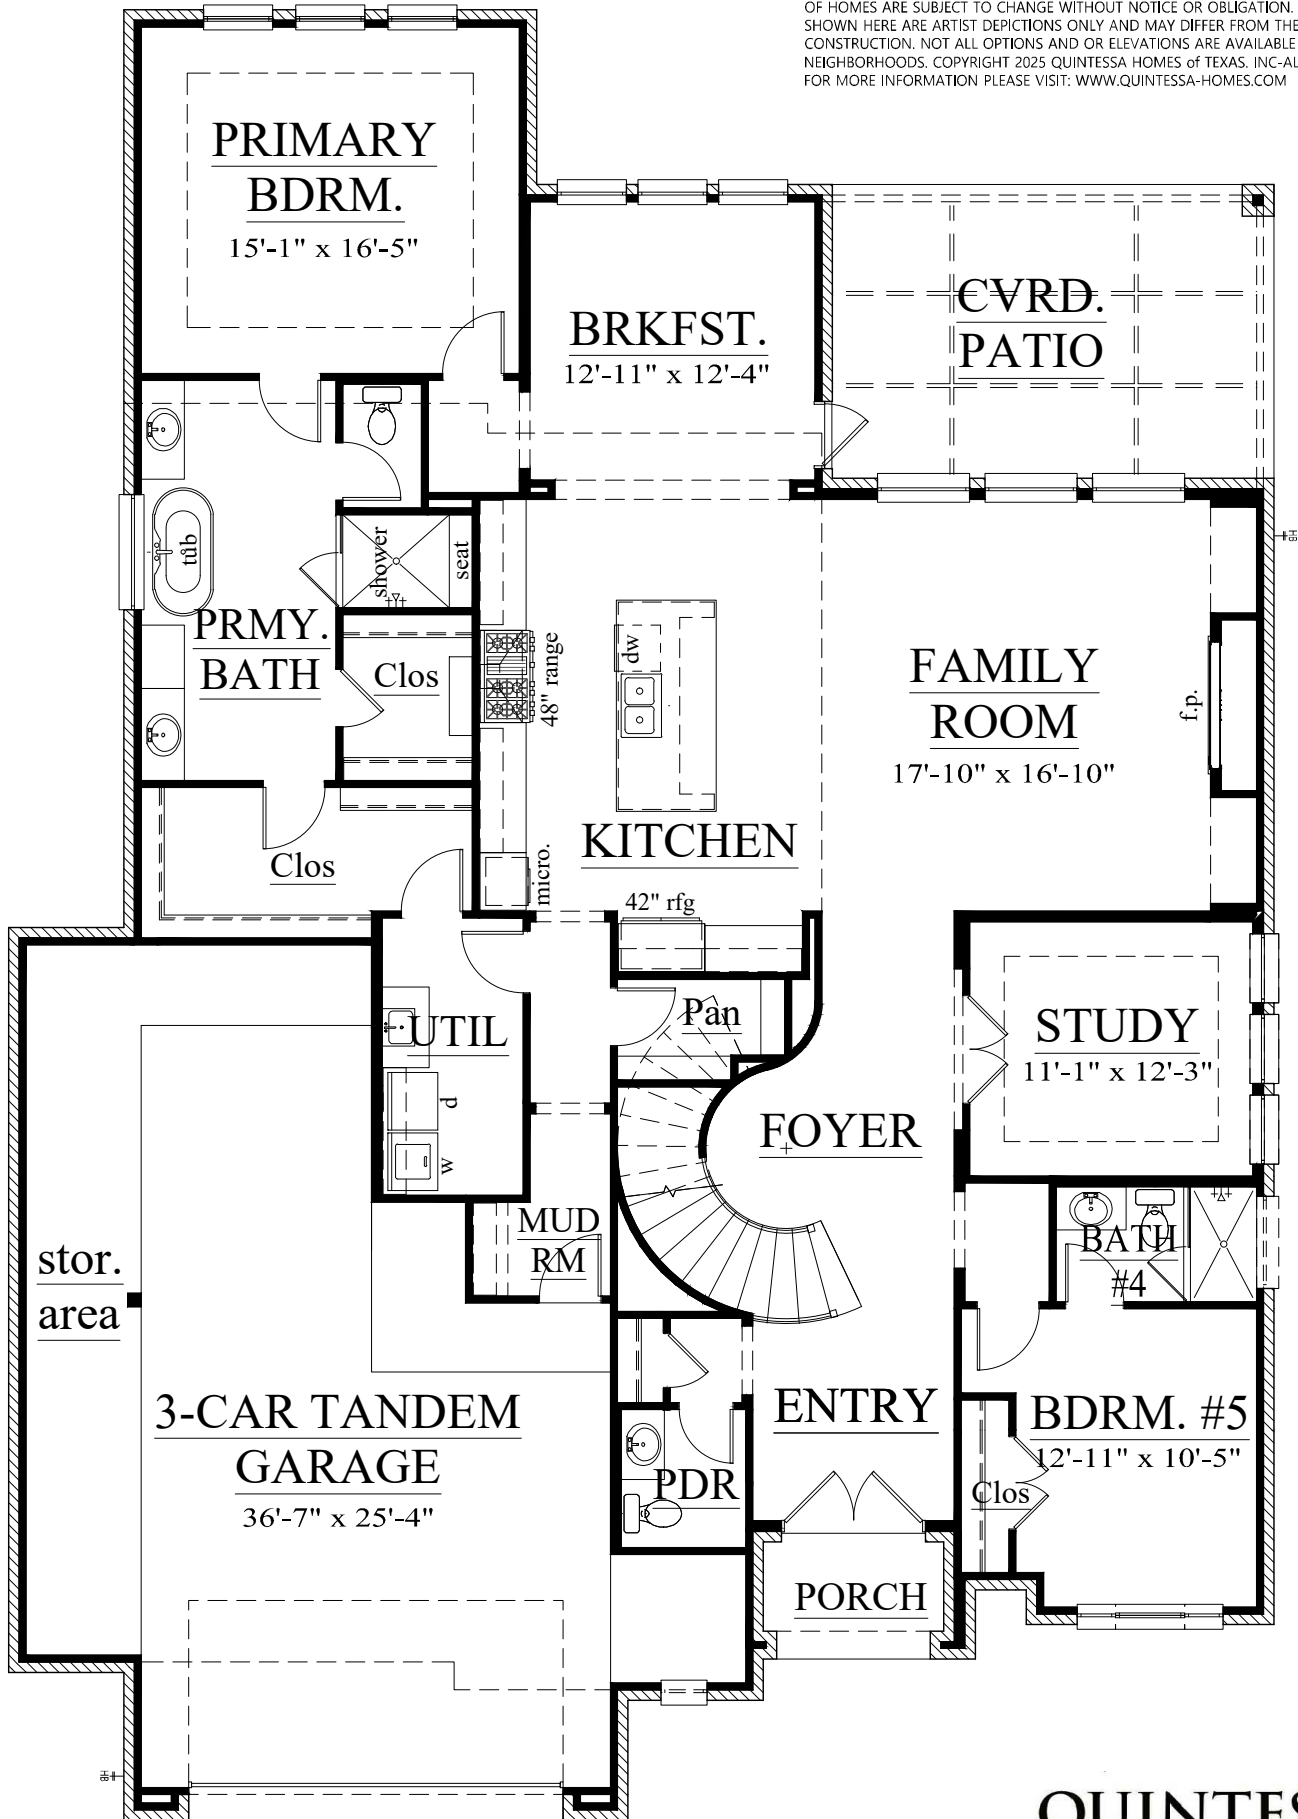 OF HOMES ARE SUBJECT TO CHANGE WITHOUT NOTICE OR OBLIGATION.
SHOWN HERE ARE ARTIST DEPICTIONS ONLY AND MAY DIFFER FROM THE
CONSTRUCTION. NOT ALL OPTIONS AND OR ELEVATIONS ARE AVAILABLE
NEIGHBORHOODS. COPYRIGHT 2025 QUINTESSA HOMES of TEXAS, INC-AL
FOR MORE INFORMATION PLEASE VISIT: WWW.QUINTESSA-HOMES.COM
PRIMARY
BDRM.
15'-1" x 16'-5"
BRKFST.
12'-11" x 12'-4"
CVRD.
PATIO
tub
shower
seat
HB
PRMY.
BATH
Clos
48" range
dw
FAMILY
ROOM
17'-10" x 16'-10"
f.p.
KITCHEN
Clos
micro.
42" rfg
UTIL
Pan
STUDY
11'-1" x 12'-3"
d
w
FOYER
MUD
RM
BATH
#4
stor.
area
3-CAR TANDEM
GARAGE
36'-7" x 25'-4"
ENTRY
BDRM. #5
12'-11" x 10'-5"
Clos
PDR
PORCH
HB
QUINTES